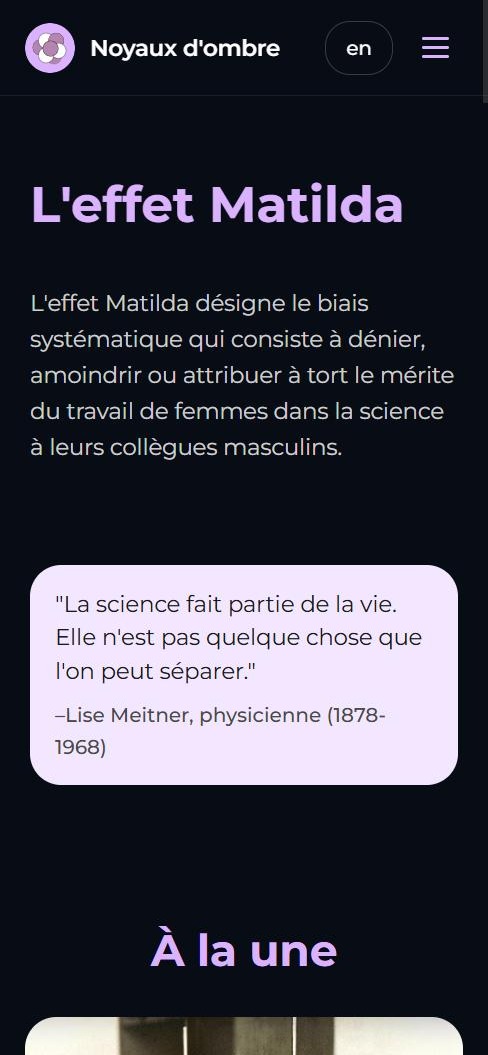 Noyaux d'ombre
en
L'effet Matilda
L'effet Matilda désigne le biais
systématique qui consiste à dénier,
amoindrir ou attribuer à tort le mérite
du travail de femmes dans la science
à leurs collègues masculins.
"La science fait partie de la vie.
Elle n'est pas quelque chose que
l'on peut séparer."
–Lise Meitner, physicienne (1878-
1968)
À la une